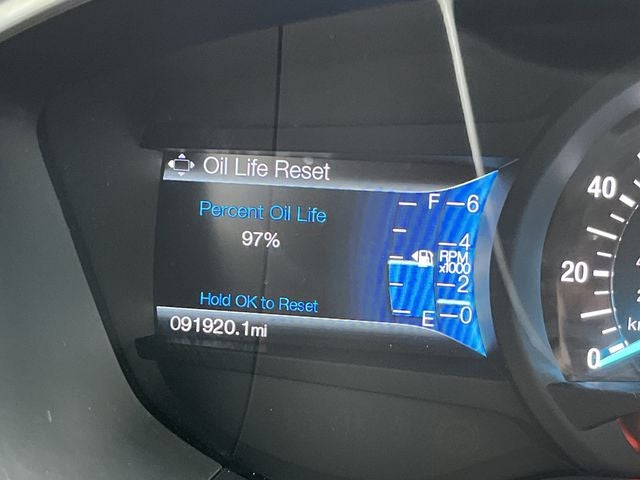 Oil Life Reset
Percent Oil Life
97%
Hold OK to Reset
091920.1mi
F
E
6
4
RPM
x1000
2
0
40
20
0